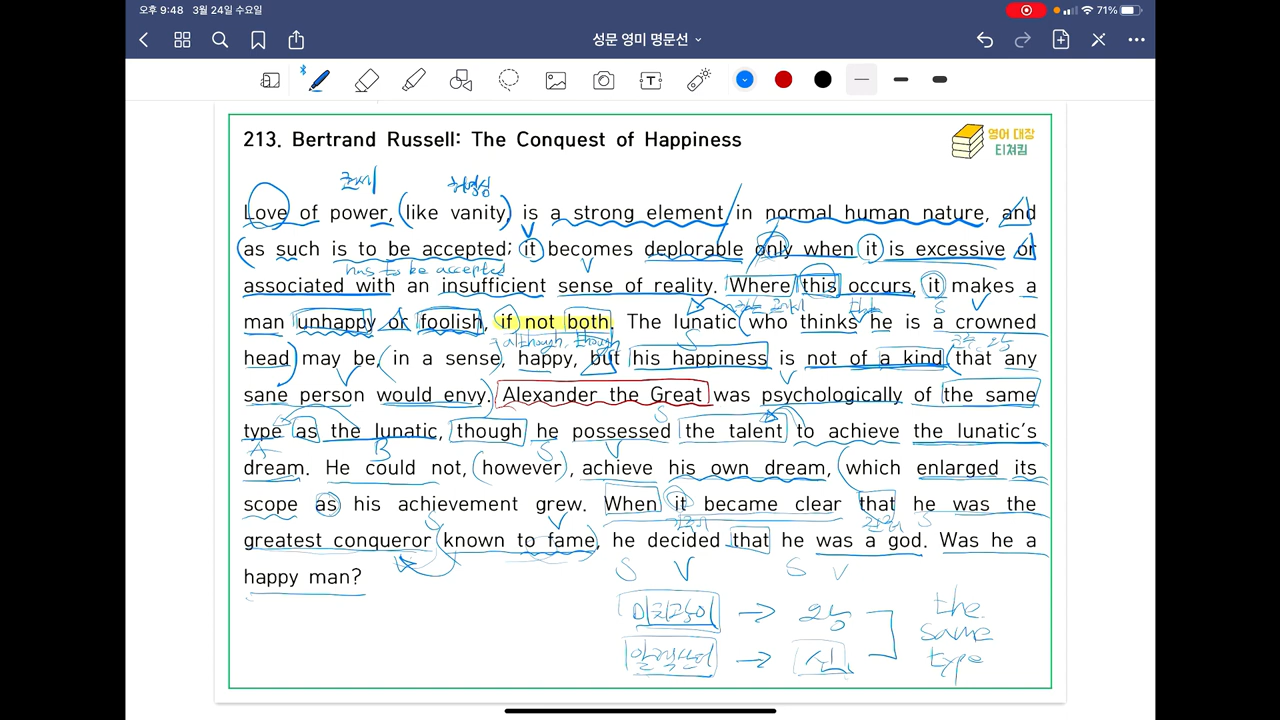 오후 9:48 3월 24일 수요일
71%
성문 영미 명문선
213. Bertrand Russell: The Conquest of Happiness
영어 대장
티쳐킴
권세 허영심
Love of power, (like vanity) is a strong element in normal human nature, and
as such is to be accepted; it becomes deplorable only when it is excessive or
has to be accepted
associated with an insufficient sense of reality. Where this occurs, it makes a
S V
man unhappy or foolish, if not both. The lunatic who thinks he is a crowned
= although, though S
head may be, in a sense, happy, but his happiness is not of a kind that any
V V
sane person would envy. Alexander the Great was psychologically of the same
S
type as the lunatic, though he possessed the talent to achieve the lunatic's
A B S V
dream. He could not, (however), achieve his own dream, which enlarged its
scope as his achievement grew. When it became clear that he was the
S V S
greatest conqueror known to fame, he decided that he was a god. Was he a
S V S V
happy man?
미치광이 → 왕 the
same
알렉산더 → 신 type